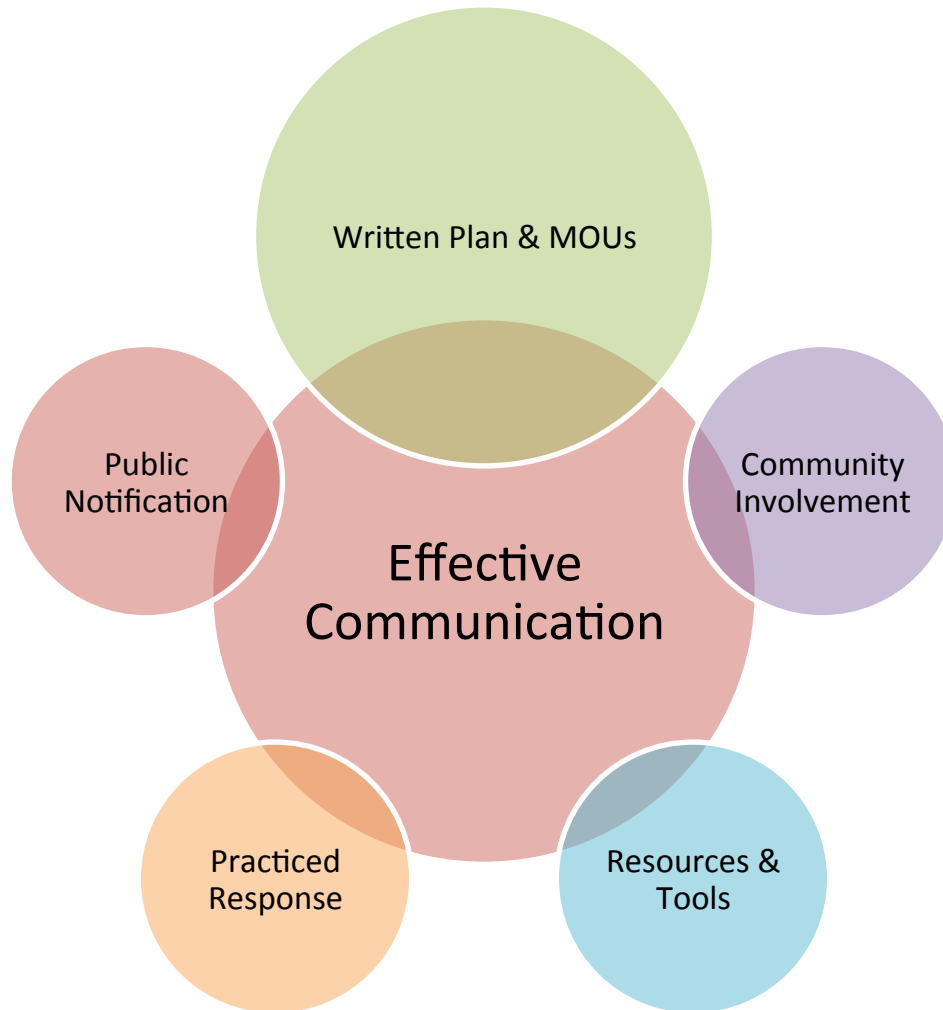 Written Plan & MOUs
Public
Notification
Community
Involvement
Effective
Communication
Practiced
Response
Resources &
Tools